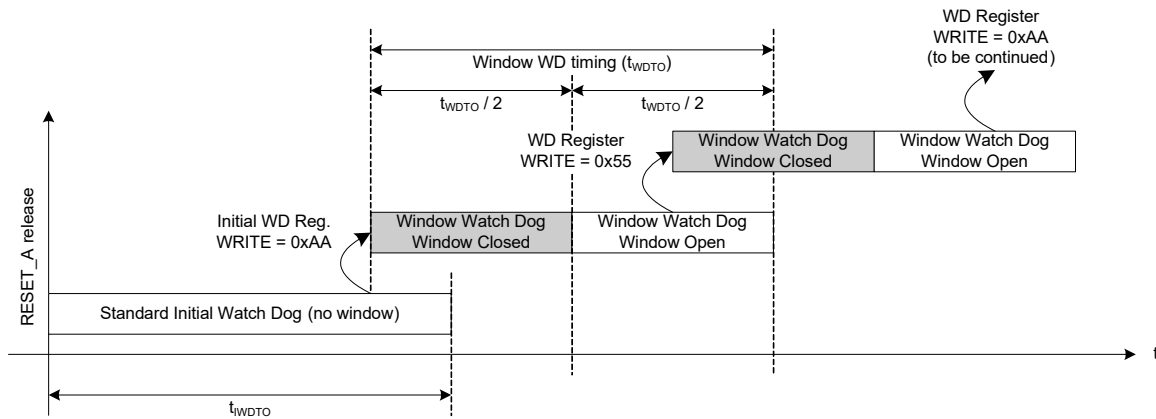 WD Register
WRITE = 0xAA
(to be continued)
Window WD timing (tWDTO)
tWDTO / 2
tWDTO / 2
WD Register
WRITE = 0x55
Window Watch Dog
Window Closed
Window Watch Dog
Window Open
RESET_A release
Initial WD Reg.
WRITE = 0xAA
Window Watch Dog
Window Closed
Window Watch Dog
Window Open
Standard Initial Watch Dog (no window)
t
tIWDTO